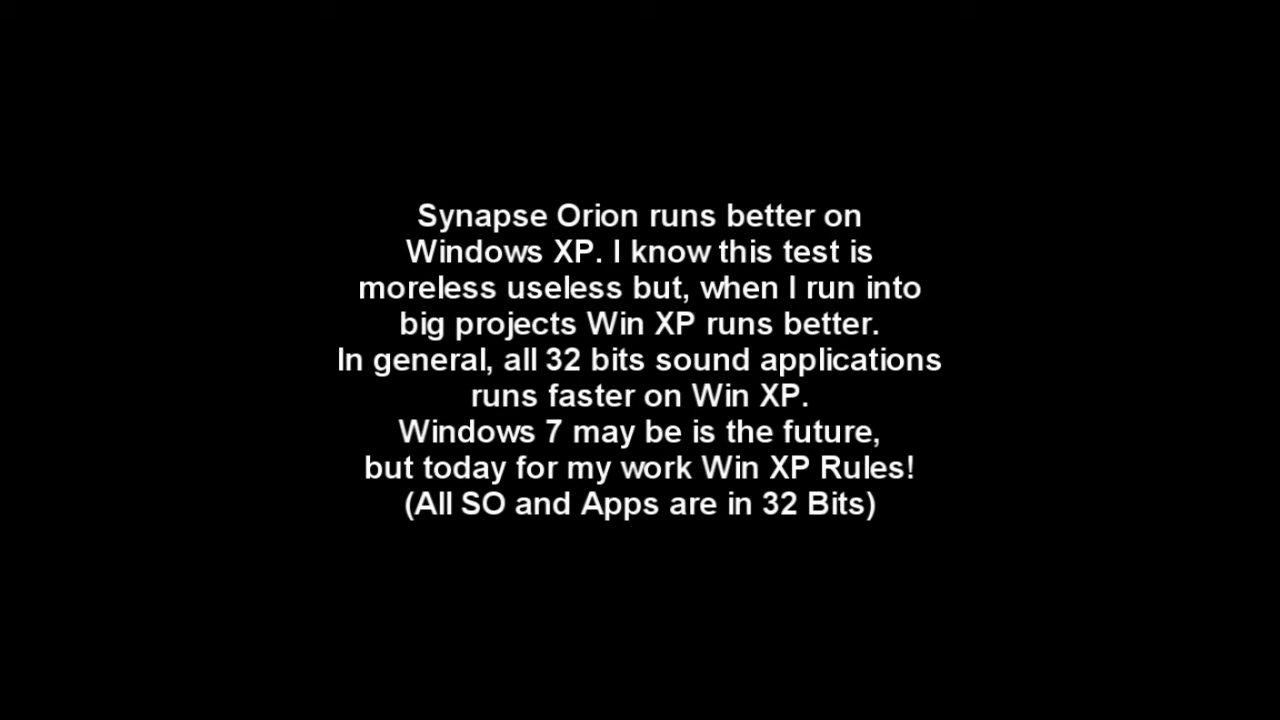 Synapse Orion runs better on
Windows XP. I know this test is
moreless useless but, when I run into
big projects Win XP runs better.
In general, all 32 bits sound applications
runs faster on Win XP.
Windows 7 may be is the future,
but today for my work Win XP Rules!
(All SO and Apps are in 32 Bits)